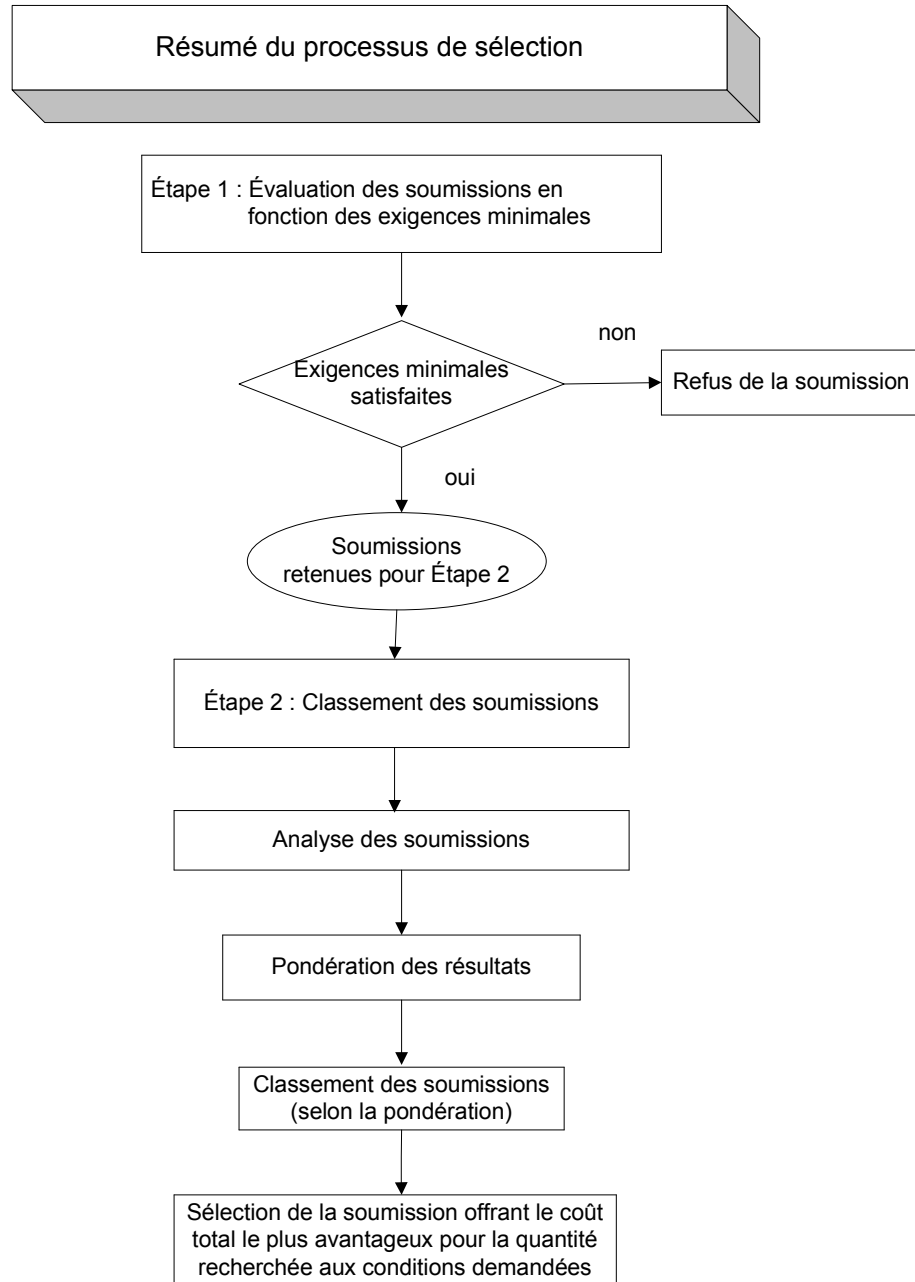 Résumé du processus de sélection
Étape 1 : Évaluation des soumissions en
fonction des exigences minimales
Exigences minimales
satisfaites
non
Refus de la soumission
oui
Soumissions
retenues pour Étape 2
Étape 2 : Classement des soumissions
Analyse des soumissions
Pondération des résultats
Classement des soumissions
(selon la pondération)
Sélection de la soumission offrant le coût
total le plus avantageux pour la quantité
recherchée aux conditions demandées